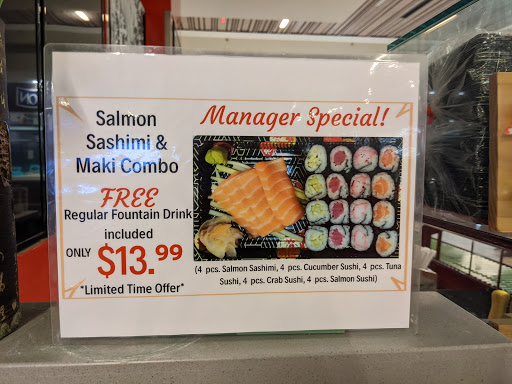 Salmon
Sashimi &
Maki Combo
FREE
Regular Fountain Drink
included
ONLY $13.99
*Limited Time Offer*
Manager Special!
(4 pcs. Salmon Sashimi, 4 pcs. Cucumber Sushi, 4 pcs. Tuna
Sushi, 4 pcs. Crab Sushi, 4 pcs. Salmon Sushi)